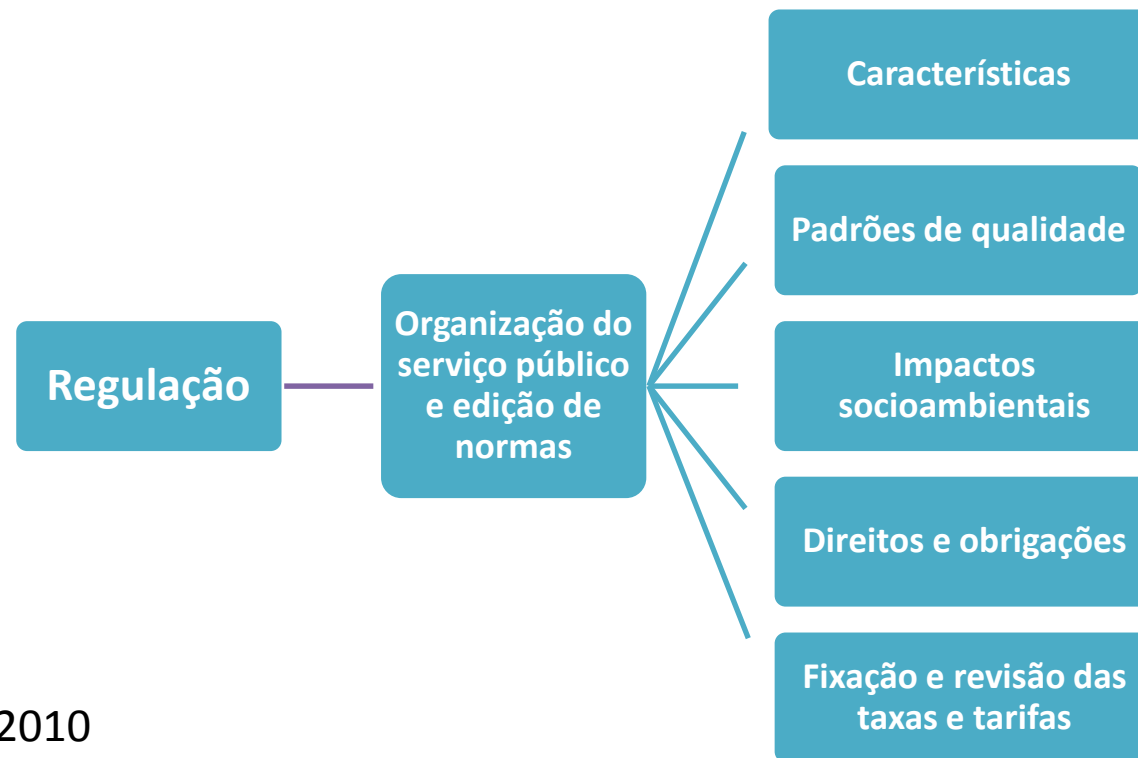 Regulação
Organização do
serviço público
e edição de
normas
Características
Padrões de qualidade
Impactos
socioambientais
Direitos e obrigações
Fixação e revisão das
taxas e tarifas
2010